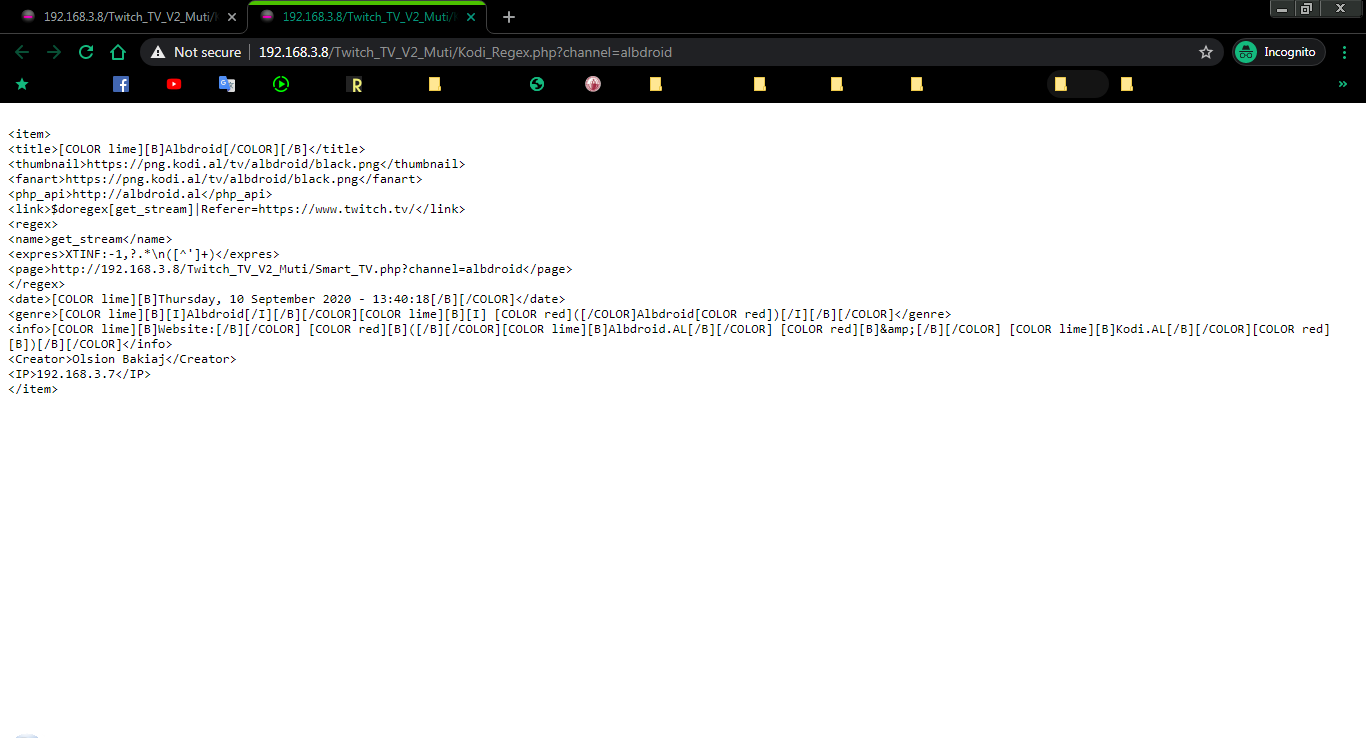 192.168.3.8/Twitch_TV_V2_Muti/
192.168.3.8/Twitch_TV_V2_Muti/
Not secure
192.168.3.8/Twitch_TV_V2_Muti/Kodi_Regex.php?channel=albdroid
Incognito
<item>
<title>[COLOR lime][B]Albdroid[/COLOR][/B]</title>
<thumbnail>https://png.kodi.al/tv/albdroid/black.png</thumbnail>
<fanart>https://png.kodi.al/tv/albdroid/black.png</fanart>
<php_api>http://albdroid.al</php_api>
<link>$doregex[get_stream]|Referer=https://www.twitch.tv/</link>
<regex>
<name>get_stream</name>
<expres>XTINF:-1,?.*\n([^']+)</expres>
<page>http://192.168.3.8/Twitch_TV_V2_Muti/Smart_TV.php?channel=albdroid</page>
</regex>
<date>[COLOR lime][B]Thursday, 10 September 2020 - 13:40:18[/B][/COLOR]</date>
<genre>[COLOR lime][B][I]Albdroid[/I][/B][/COLOR][COLOR lime][B][I] [COLOR red]([/COLOR]Albdroid[COLOR red])[/I][/B][/COLOR]</genre>
<info>[COLOR lime][B]Website:[/B][/COLOR] [COLOR red][B]([/B][/COLOR][COLOR lime][B]Albdroid.AL[/B][/COLOR] [COLOR red][B]&amp;[/B][/COLOR] [COLOR lime][B]Kodi.AL[/B][/COLOR][COLOR red]
[B])[/B][/COLOR]</info>
<Creator>Olsion Bakiaj</Creator>
<IP>192.168.3.7</IP>
</item>